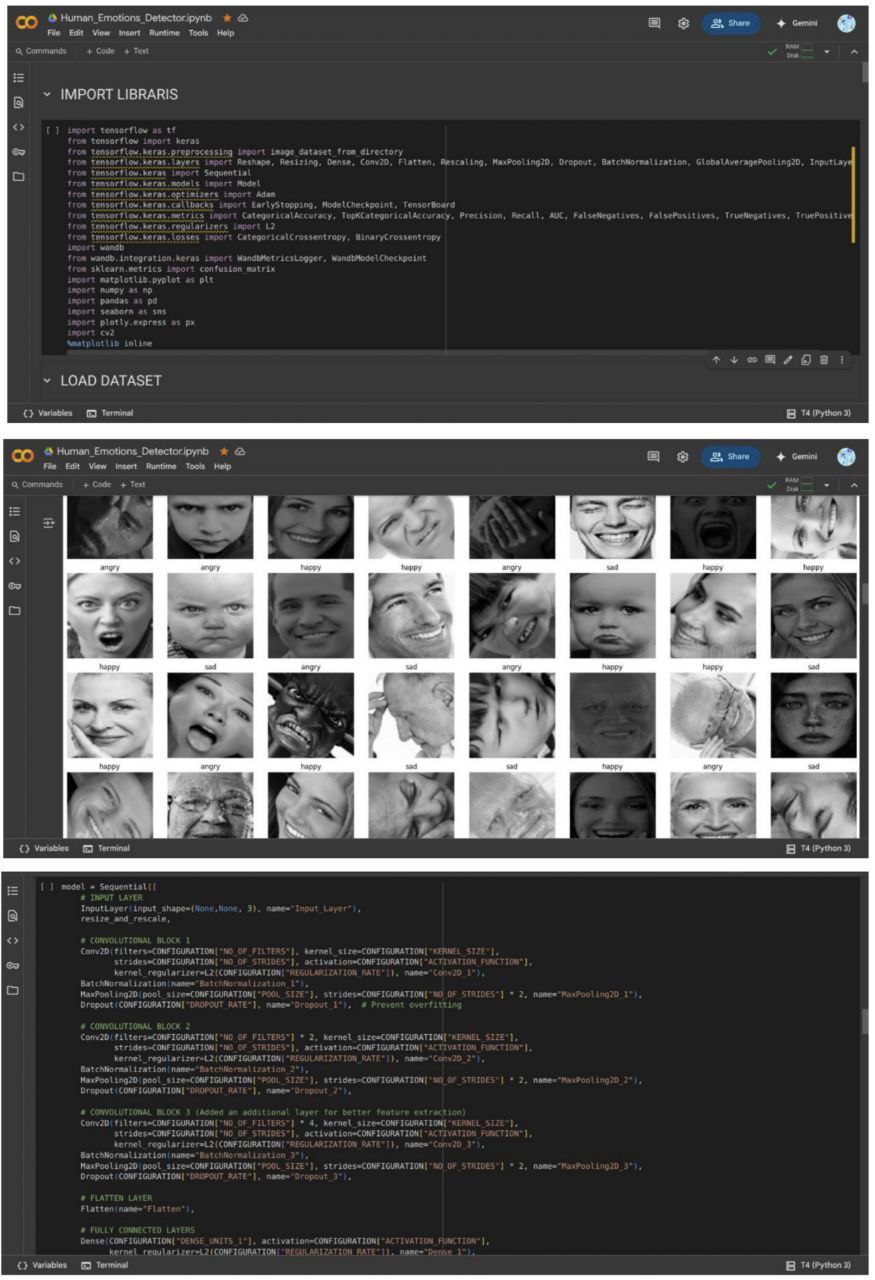 Human_Emotions_Detector.ipynb
File Edit View Insert Runtime Tools Help
Share
Gemini
Commands + Code + Text
RAM
Disk
IMPORT LIBRARIS
[ ] import tensorflow as tf
from tensorflow import keras
from tensorflow.keras.preprocessing import image_dataset_from_directory
from tensorflow.keras.layers import Reshape, Resizing, Dense, Conv2D, Flatten, Rescaling, MaxPooling2D, Dropout, BatchNormalization, GlobalAveragePooling2D, InputLaye
from tensorflow.keras import Sequential
from tensorflow.keras.models import Model
from tensorflow.keras.optimizers import Adam
from tensorflow.keras.callbacks import EarlyStopping, ModelCheckpoint, TensorBoard
from tensorflow.keras.metrics import CategoricalAccuracy, TopKCategoricalAccuracy, Precision, Recall, AUC, FalseNegatives, FalsePositives, TrueNegatives, TruePositive
from tensorflow.keras.regularizers import L2
from tensorflow.keras.losses import CategoricalCrossentropy, BinaryCrossentropy
import wandb
from wandb.integration.keras import WandbMetricsLogger, WandbModelCheckpoint
from sklearn.metrics import confusion_matrix
import matplotlib.pyplot as plt
import numpy as np
import pandas as pd
import seaborn as sns
import plotly.express as px
import cv2
%matplotlib inline
LOAD DATASET
{} Variables Terminal
T4 (Python 3)
Human_Emotions_Detector.ipynb
File Edit View Insert Runtime Tools Help
Share
Gemini
Commands + Code + Text
RAM
Disk
angry angry happy happy angry sad happy happy
happy sad angry sad angry happy happy sad
happy angry happy sad sad happy angry sad
{} Variables Terminal
T4 (Python 3)
[ ] model = Sequential([
# INPUT LAYER
InputLayer(input_shape=(None,None, 3), name="Input_Layer"),
resize_and_rescale,
# CONVOLUTIONAL BLOCK 1
Conv2D(filters=CONFIGURATION["NO_OF_FILTERS"], kernel_size=CONFIGURATION["KERNEL_SIZE"],
strides=CONFIGURATION["NO_OF_STRIDES"], activation=CONFIGURATION["ACTIVATION_FUNCTION"],
kernel_regularizer=L2(CONFIGURATION["REGULARIZATION_RATE"]), name="Conv2D_1"),
BatchNormalization(name="BatchNormalization_1"),
MaxPooling2D(pool_size=CONFIGURATION["POOL_SIZE"], strides=CONFIGURATION["NO_OF_STRIDES"] * 2, name="MaxPooling2D_1"),
Dropout(CONFIGURATION["DROPOUT_RATE"], name="Dropout_1"), # Prevent overfitting
# CONVOLUTIONAL BLOCK 2
Conv2D(filters=CONFIGURATION["NO_OF_FILTERS"] * 2, kernel_size=CONFIGURATION["KERNEL_SIZE"],
strides=CONFIGURATION["NO_OF_STRIDES"], activation=CONFIGURATION["ACTIVATION_FUNCTION"],
kernel_regularizer=L2(CONFIGURATION["REGULARIZATION_RATE"]), name="Conv2D_2"),
BatchNormalization(name="BatchNormalization_2"),
MaxPooling2D(pool_size=CONFIGURATION["POOL_SIZE"], strides=CONFIGURATION["NO_OF_STRIDES"] * 2, name="MaxPooling2D_2"),
Dropout(CONFIGURATION["DROPOUT_RATE"], name="Dropout_2"),
# CONVOLUTIONAL BLOCK 3 (Added an additional layer for better feature extraction)
Conv2D(filters=CONFIGURATION["NO_OF_FILTERS"] * 4, kernel_size=CONFIGURATION["KERNEL_SIZE"],
strides=CONFIGURATION["NO_OF_STRIDES"], activation=CONFIGURATION["ACTIVATION_FUNCTION"],
kernel_regularizer=L2(CONFIGURATION["REGULARIZATION_RATE"]), name="Conv2D_3"),
BatchNormalization(name="BatchNormalization_3"),
MaxPooling2D(pool_size=CONFIGURATION["POOL_SIZE"], strides=CONFIGURATION["NO_OF_STRIDES"] * 2, name="MaxPooling2D_3"),
Dropout(CONFIGURATION["DROPOUT_RATE"], name="Dropout_3"),
# FLATTEN LAYER
Flatten(name="Flatten"),
# FULLY CONNECTED LAYERS
Dense(CONFIGURATION["DENSE_UNITS_1"], activation=CONFIGURATION["ACTIVATION_FUNCTION"],
kernel_regularizer=L2(CONFIGURATION["REGULARIZATION_RATE"]), name="Dense_1"),
{} Variables Terminal
T4 (Python 3)